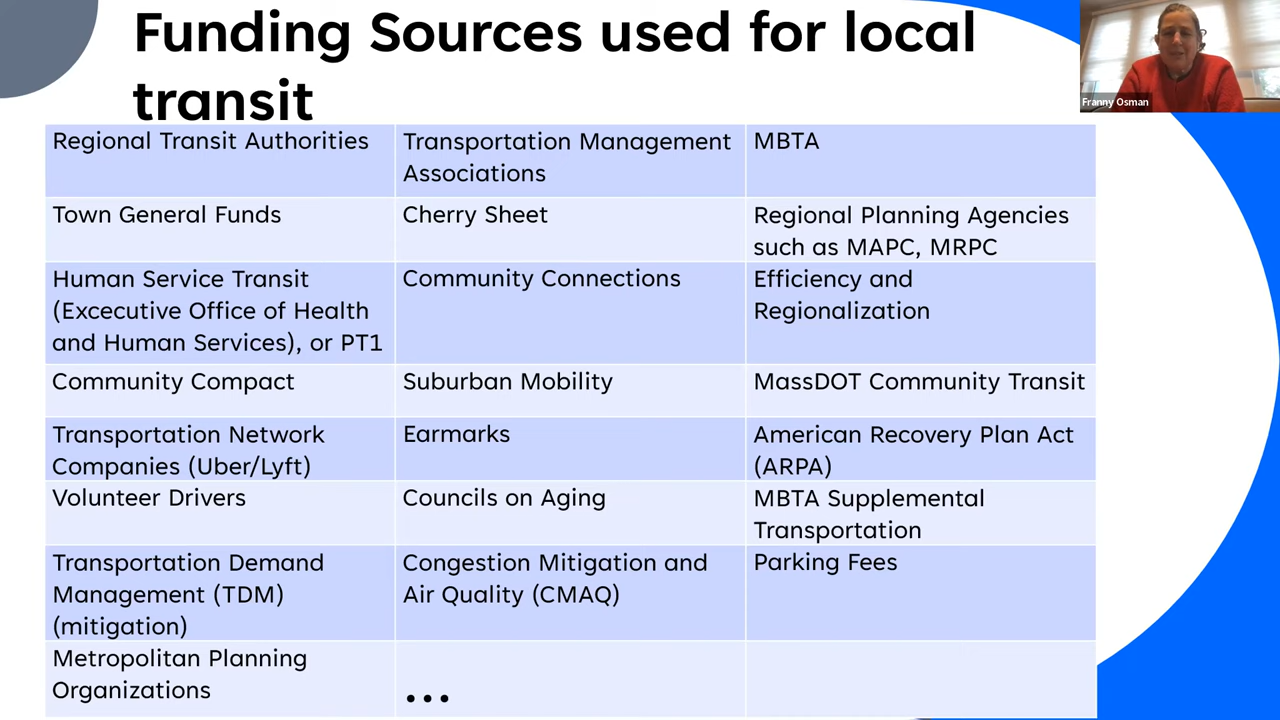 Funding Sources used for local
transit
Franny Osman
Regional Transit Authorities
Transportation Management
Associations
MBTA
Town General Funds
Cherry Sheet
Regional Planning Agencies
such as MAPC, MRPC
Human Service Transit
(Excecutive Office of Health
and Human Services), or PT1
Community Connections
Efficiency and
Regionalization
Community Compact
Suburban Mobility
MassDOT Community Transit
Transportation Network
Companies (Uber/Lyft)
Earmarks
American Recovery Plan Act
(ARPA)
Volunteer Drivers
Councils on Aging
MBTA Supplemental
Transportation
Transportation Demand
Management (TDM)
(mitigation)
Congestion Mitigation and
Air Quality (CMAQ)
Parking Fees
Metropolitan Planning
Organizations
...